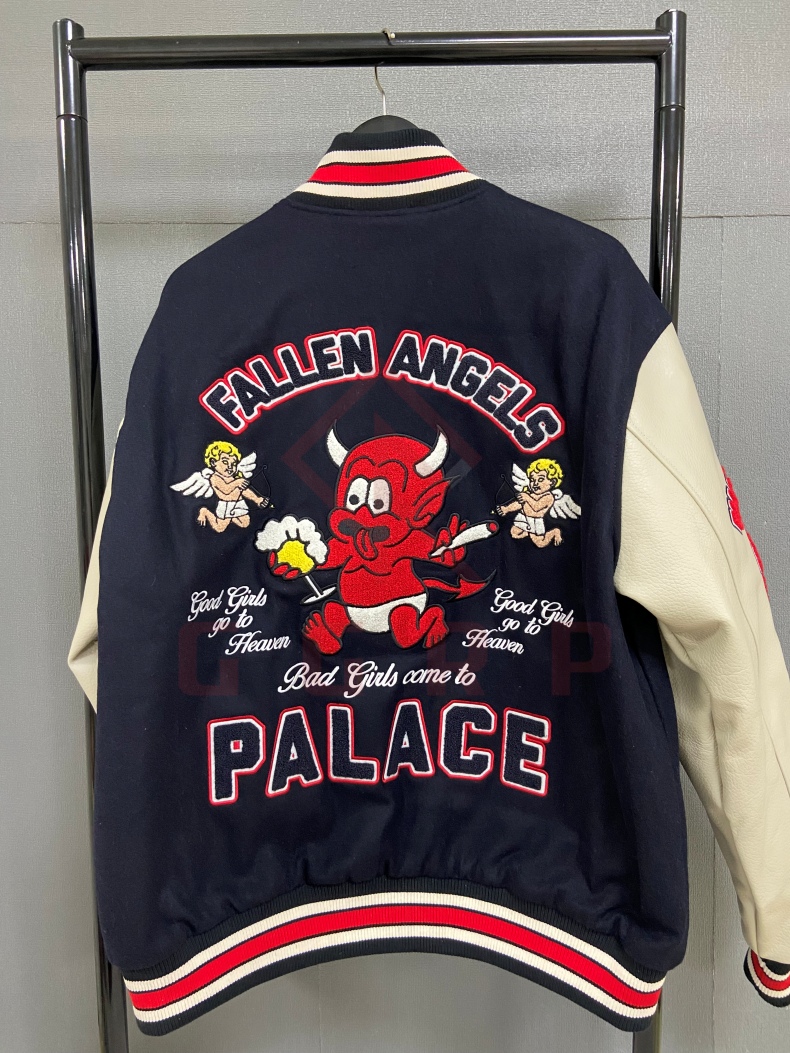 FALLEN ANGELS
Good Girls
go to
Heaven
Good Girls
go to
Heaven
Bad Girls come to
PALACE